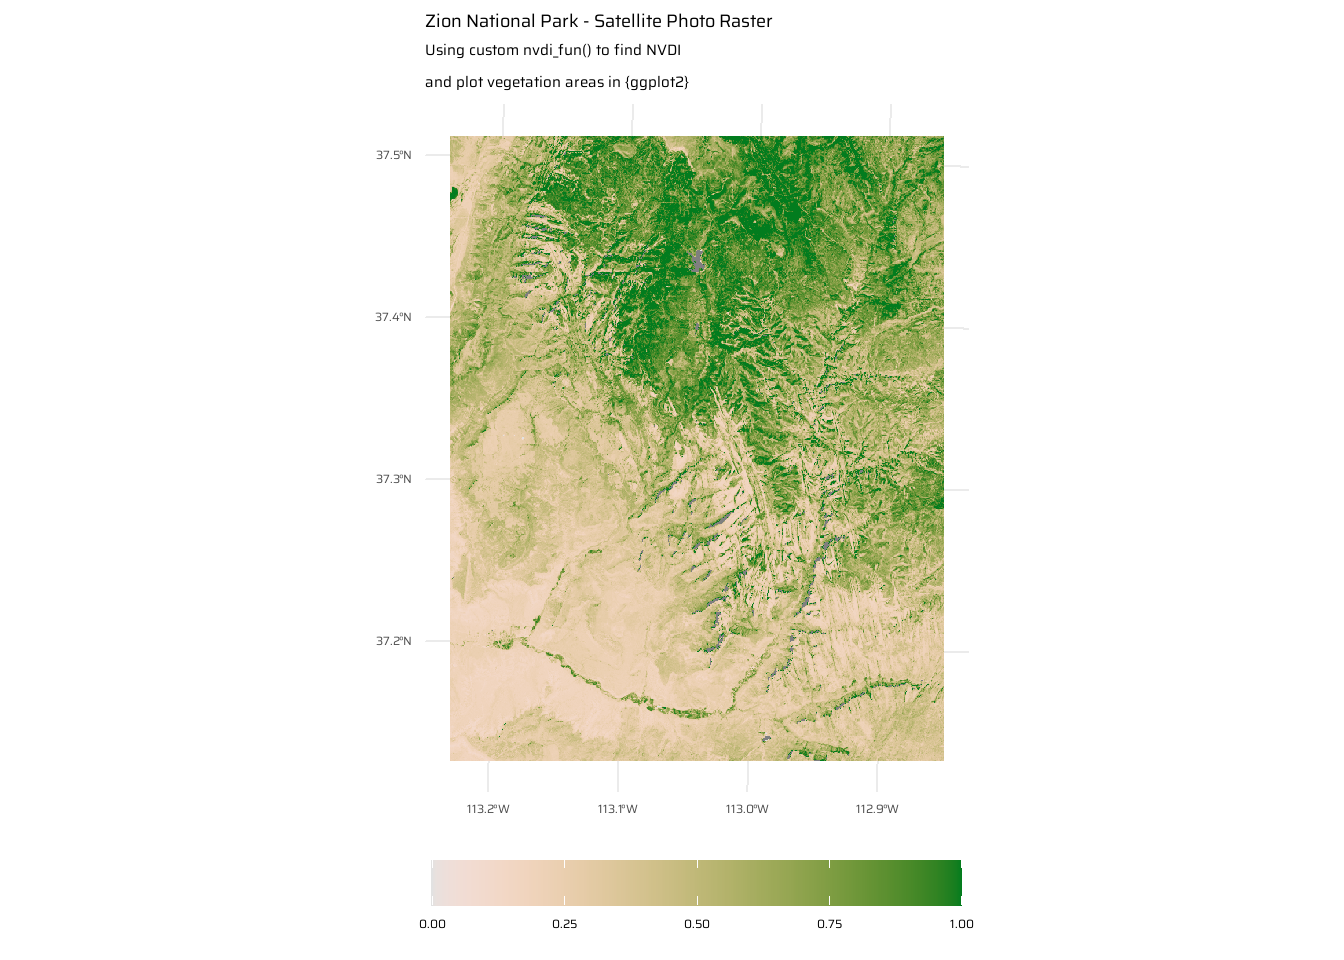 Zion National Park - Satellite Photo Raster
Using custom nvdi_fun() to find NVDI
and plot vegetation areas in {ggplot2}
37.5°N
37.4°N
37.3°N
37.2°N
113.2°W 113.1°W 113.0°W 112.9°W
0.00 0.25 0.50 0.75 1.00